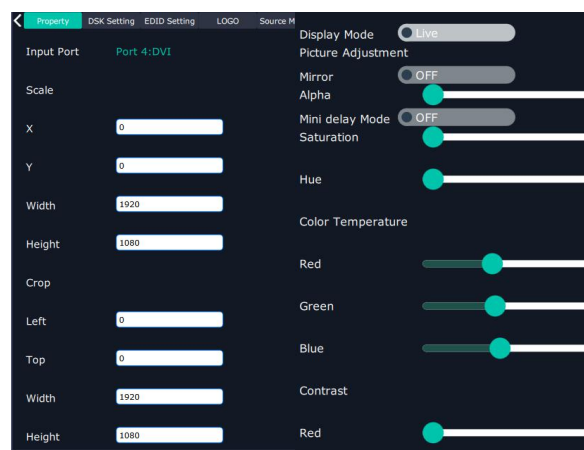 Property DSK Setting EDID Setting LOGO Source M
Input Port Port 4:DVI
Scale
X 0
Y 0
Width 1920
Height 1080
Crop
Left 0
Top 0
Width 1920
Height 1080
Display Mode Live
Picture Adjustment
Mirror OFF
Alpha
Mini delay Mode OFF
Saturation
Hue
Color Temperature
Red
Green
Blue
Contrast
Red